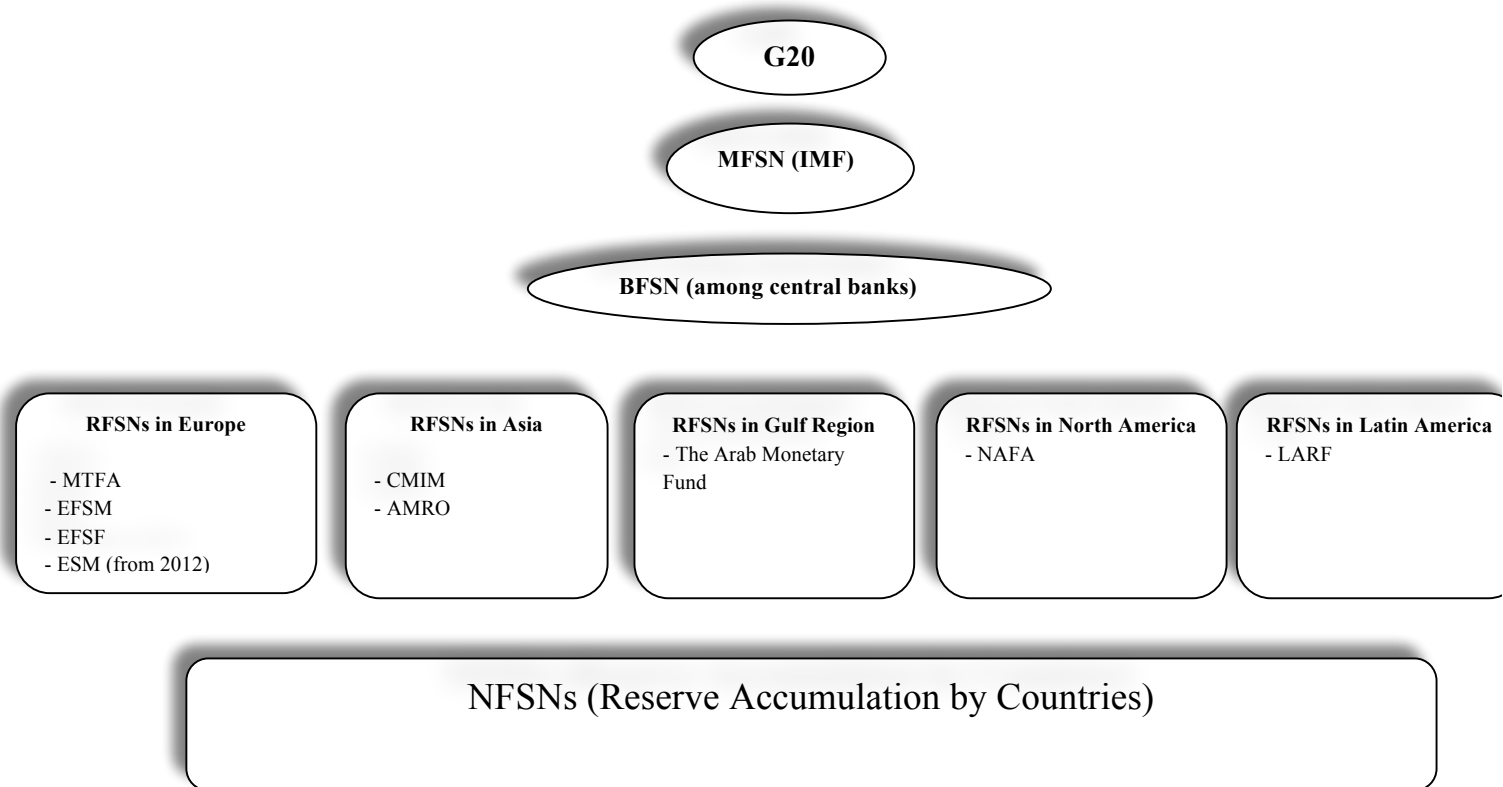 G20
MFSN (IMF)
BFSN (among central banks)
RFSNs in Europe
- MTFA
- EFSM
- EFSF
- ESM (from 2012)
RFSNs in Asia
- CMIM
- AMRO
RFSNs in Gulf Region
- The Arab Monetary
Fund
RFSNs in North America
- NAFA
RFSNs in Latin America
- LARF
NFSNs (Reserve Accumulation by Countries)